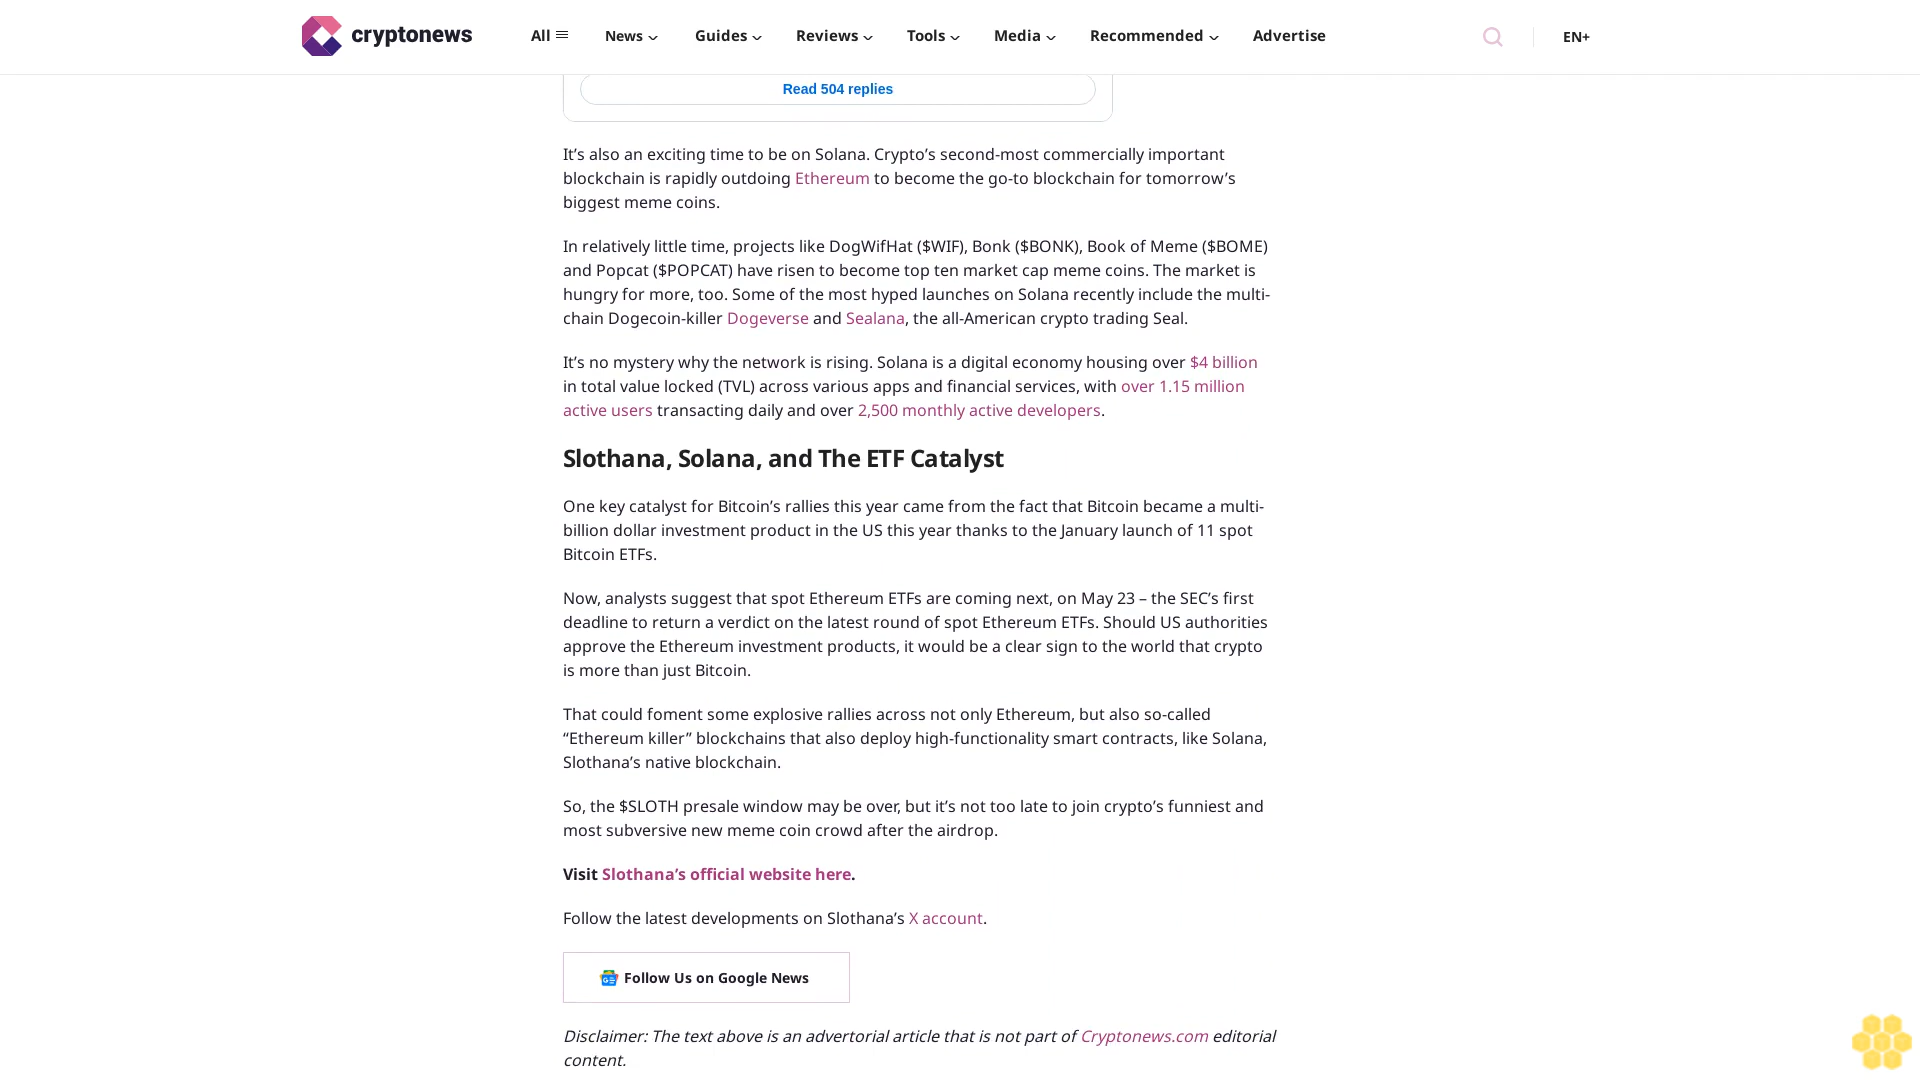 cryptonews
All
News
Guides
Reviews
Tools
Media
Recommended
Advertise
EN+
Read 504 replies
It’s also an exciting time to be on Solana. Crypto’s second-most commercially important
blockchain is rapidly outdoing Ethereum to become the go-to blockchain for tomorrow’s
biggest meme coins.
In relatively little time, projects like DogWifHat ($WIF), Bonk ($BONK), Book of Meme ($BOME)
and Popcat ($POPCAT) have risen to become top ten market cap meme coins. The market is
hungry for more, too. Some of the most hyped launches on Solana recently include the multi-
chain Dogecoin-killer Dogeverse and Sealana, the all-American crypto trading Seal.
It’s no mystery why the network is rising. Solana is a digital economy housing over $4 billion
in total value locked (TVL) across various apps and financial services, with over 1.15 million
active users transacting daily and over 2,500 monthly active developers.
Slothana, Solana, and The ETF Catalyst
One key catalyst for Bitcoin’s rallies this year came from the fact that Bitcoin became a multi-
billion dollar investment product in the US this year thanks to the January launch of 11 spot
Bitcoin ETFs.
Now, analysts suggest that spot Ethereum ETFs are coming next, on May 23 – the SEC’s first
deadline to return a verdict on the latest round of spot Ethereum ETFs. Should US authorities
approve the Ethereum investment products, it would be a clear sign to the world that crypto
is more than just Bitcoin.
That could foment some explosive rallies across not only Ethereum, but also so-called
“Ethereum killer” blockchains that also deploy high-functionality smart contracts, like Solana,
Slothana’s native blockchain.
So, the $SLOTH presale window may be over, but it’s not too late to join crypto’s funniest and
most subversive new meme coin crowd after the airdrop.
Visit Slothana’s official website here.
Follow the latest developments on Slothana’s X account.
Follow Us on Google News
Disclaimer: The text above is an advertorial article that is not part of Cryptonews.com editorial
content.